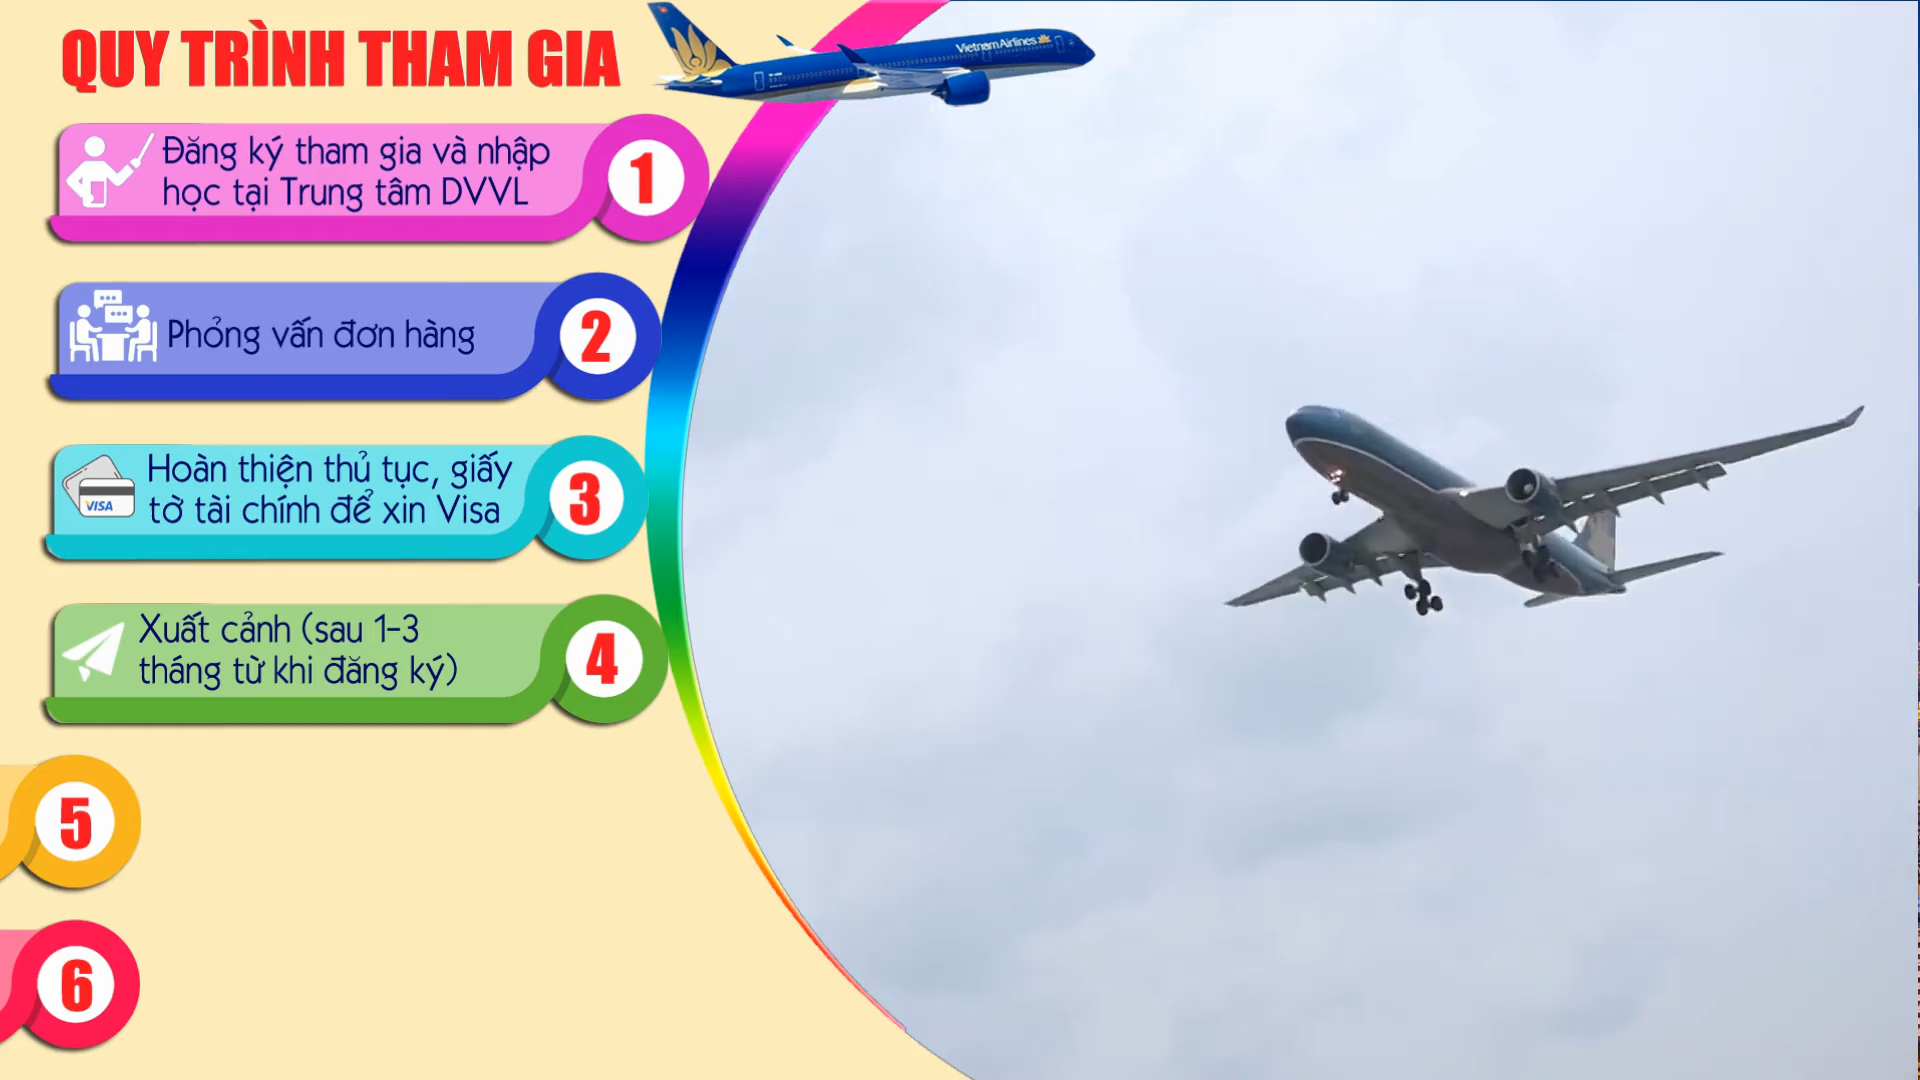 QUY TRÌNH THAM GIA
Vietnam Airlines
Đăng ký tham gia và nhập
học tại Trung tâm DVVL
1
Phỏng vấn đơn hàng
2
VISA
Hoàn thiện thủ tục, giấy
tờ tài chính để xin Visa
3
Xuất cảnh (sau 1-3
tháng từ khi đăng ký)
4
5
6